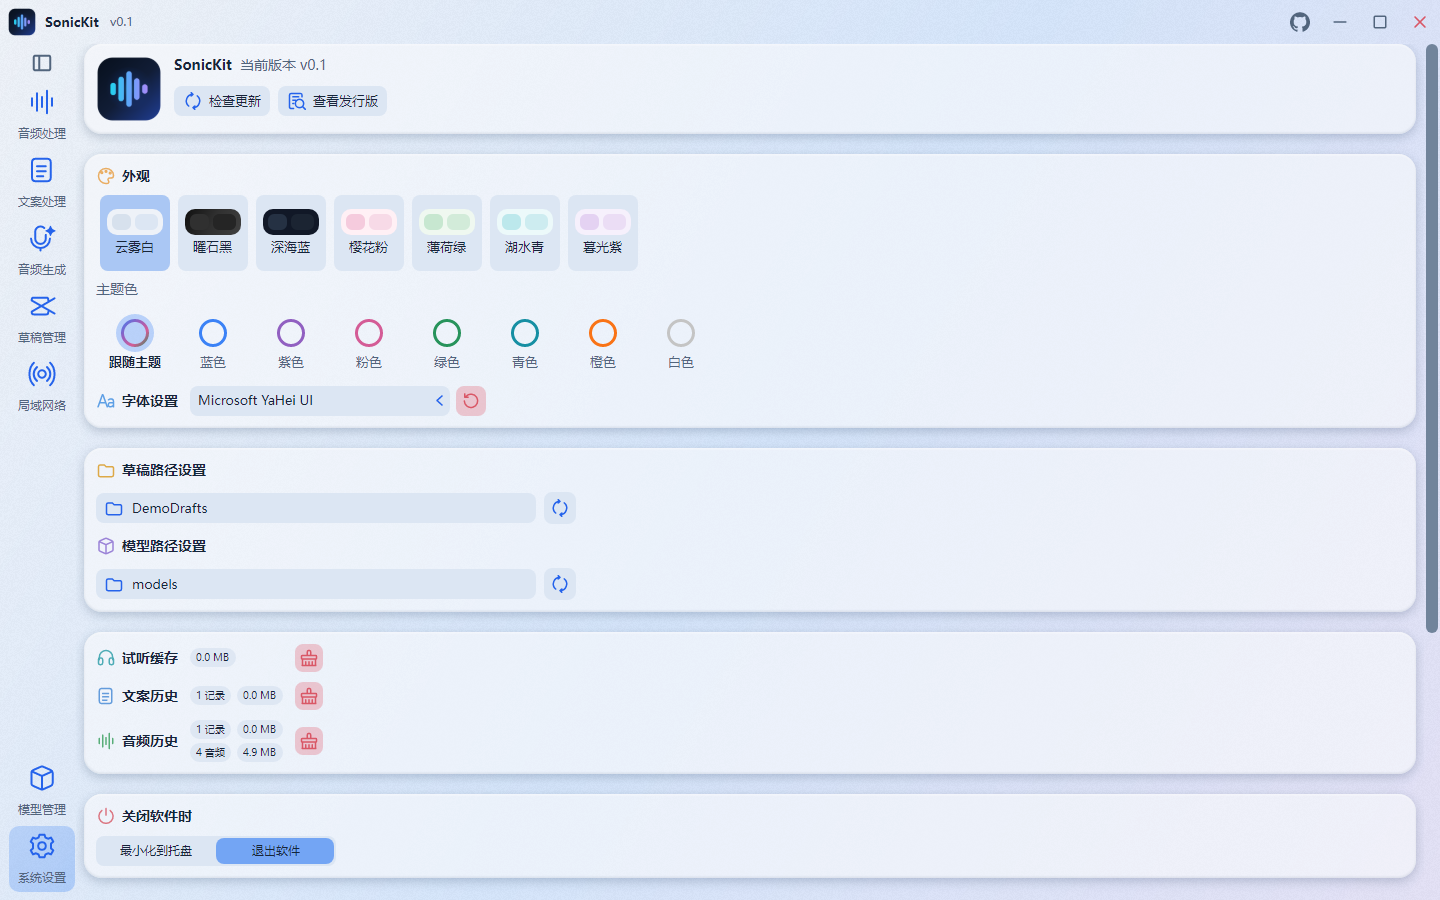 SonicKit v0.1
音频处理
文案处理
音频生成
草稿管理
局域网络
模型管理
系统设置
SonicKit 当前版本 v0.1
检查更新 查看发行版
外观
云雾白 曜石黑 深海蓝 樱花粉 薄荷绿 湖水青 暮光紫
主题色
跟随主题 蓝色 紫色 粉色 绿色 青色 橙色 白色
Aa 字体设置 Microsoft YaHei UI
草稿路径设置
DemoDrafts
模型路径设置
models
试听缓存 0.0 MB
文案历史 1 记录 0.0 MB
音频历史 1 记录 0.0 MB
4 音频 4.9 MB
关闭软件时
最小化到托盘 退出软件